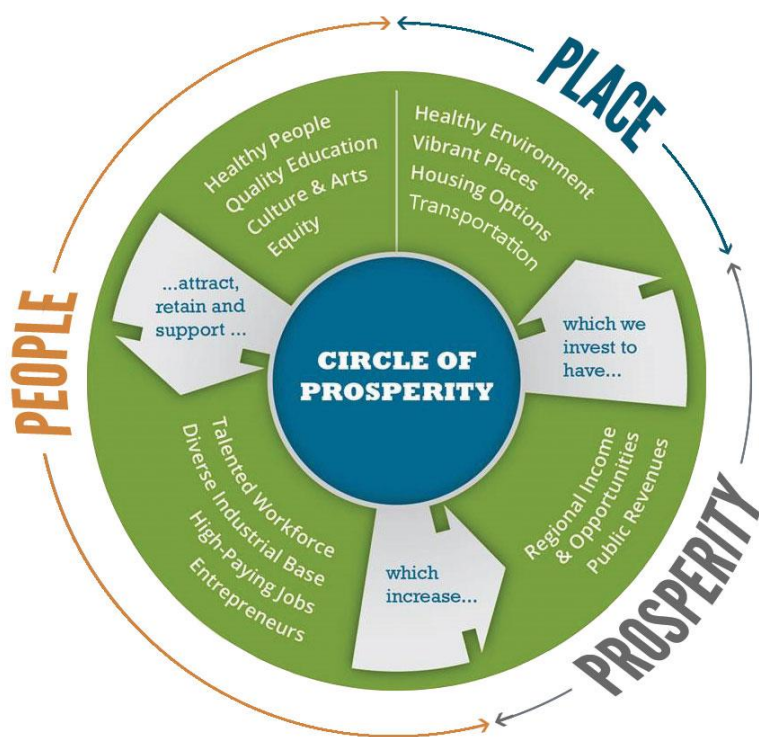 PLACE
PEOPLE
PROSPERITY
Healthy People
Quality Education
Culture & Arts
Equity
Healthy Environment
Vibrant Places
Housing Options
Transportation
...attract,
retain and
support ...
which we
invest to
have...
CIRCLE OF
PROSPERITY
Talented Workforce
Diverse Industrial Base
High-Paying Jobs
Entrepreneurs
which
increase...
Regional Income
& Opportunities
Public Revenues